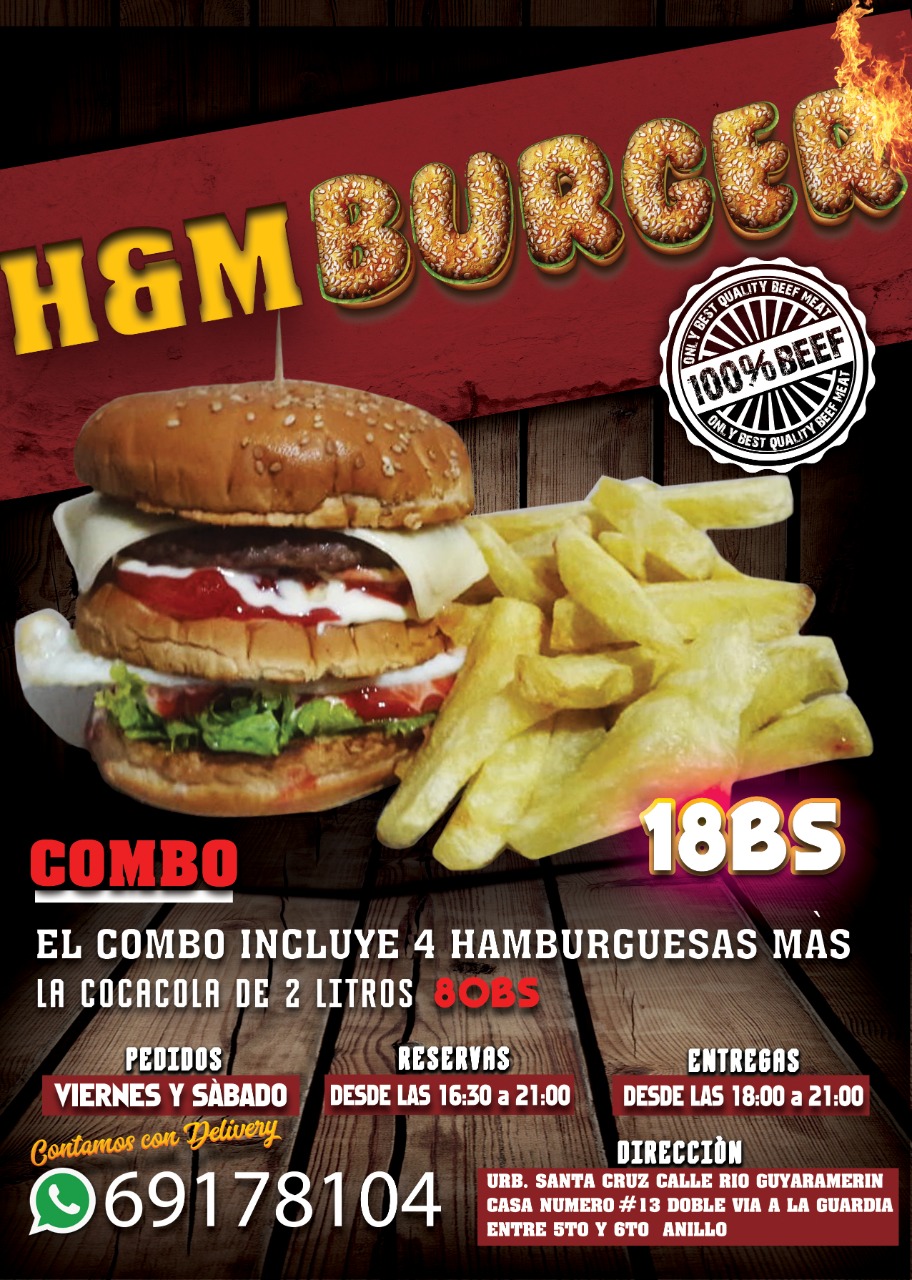 H&M BURGER
ONLY BEST QUALITY BEEF MEAT
100% BEEF
ONLY BEST QUALITY BEEF MEAT
18BS
COMBO
EL COMBO INCLUYE 4 HAMBURGUESAS MÀS
LA COCACOLA DE 2 LITROS 80BS
PEDIDOS
VIERNES Y SÀBADO
RESERVAS
DESDE LAS 16:30 a 21:00
ENTREGAS
DESDE LAS 18:00 a 21:00
Contamos con Delivery
69178104
DIRECCIÒN
URB. SANTA CRUZ CALLE RIO GUYARAMERIN
CASA NUMERO #13 DOBLE VIA A LA GUARDIA
ENTRE 5TO Y 6TO ANILLO